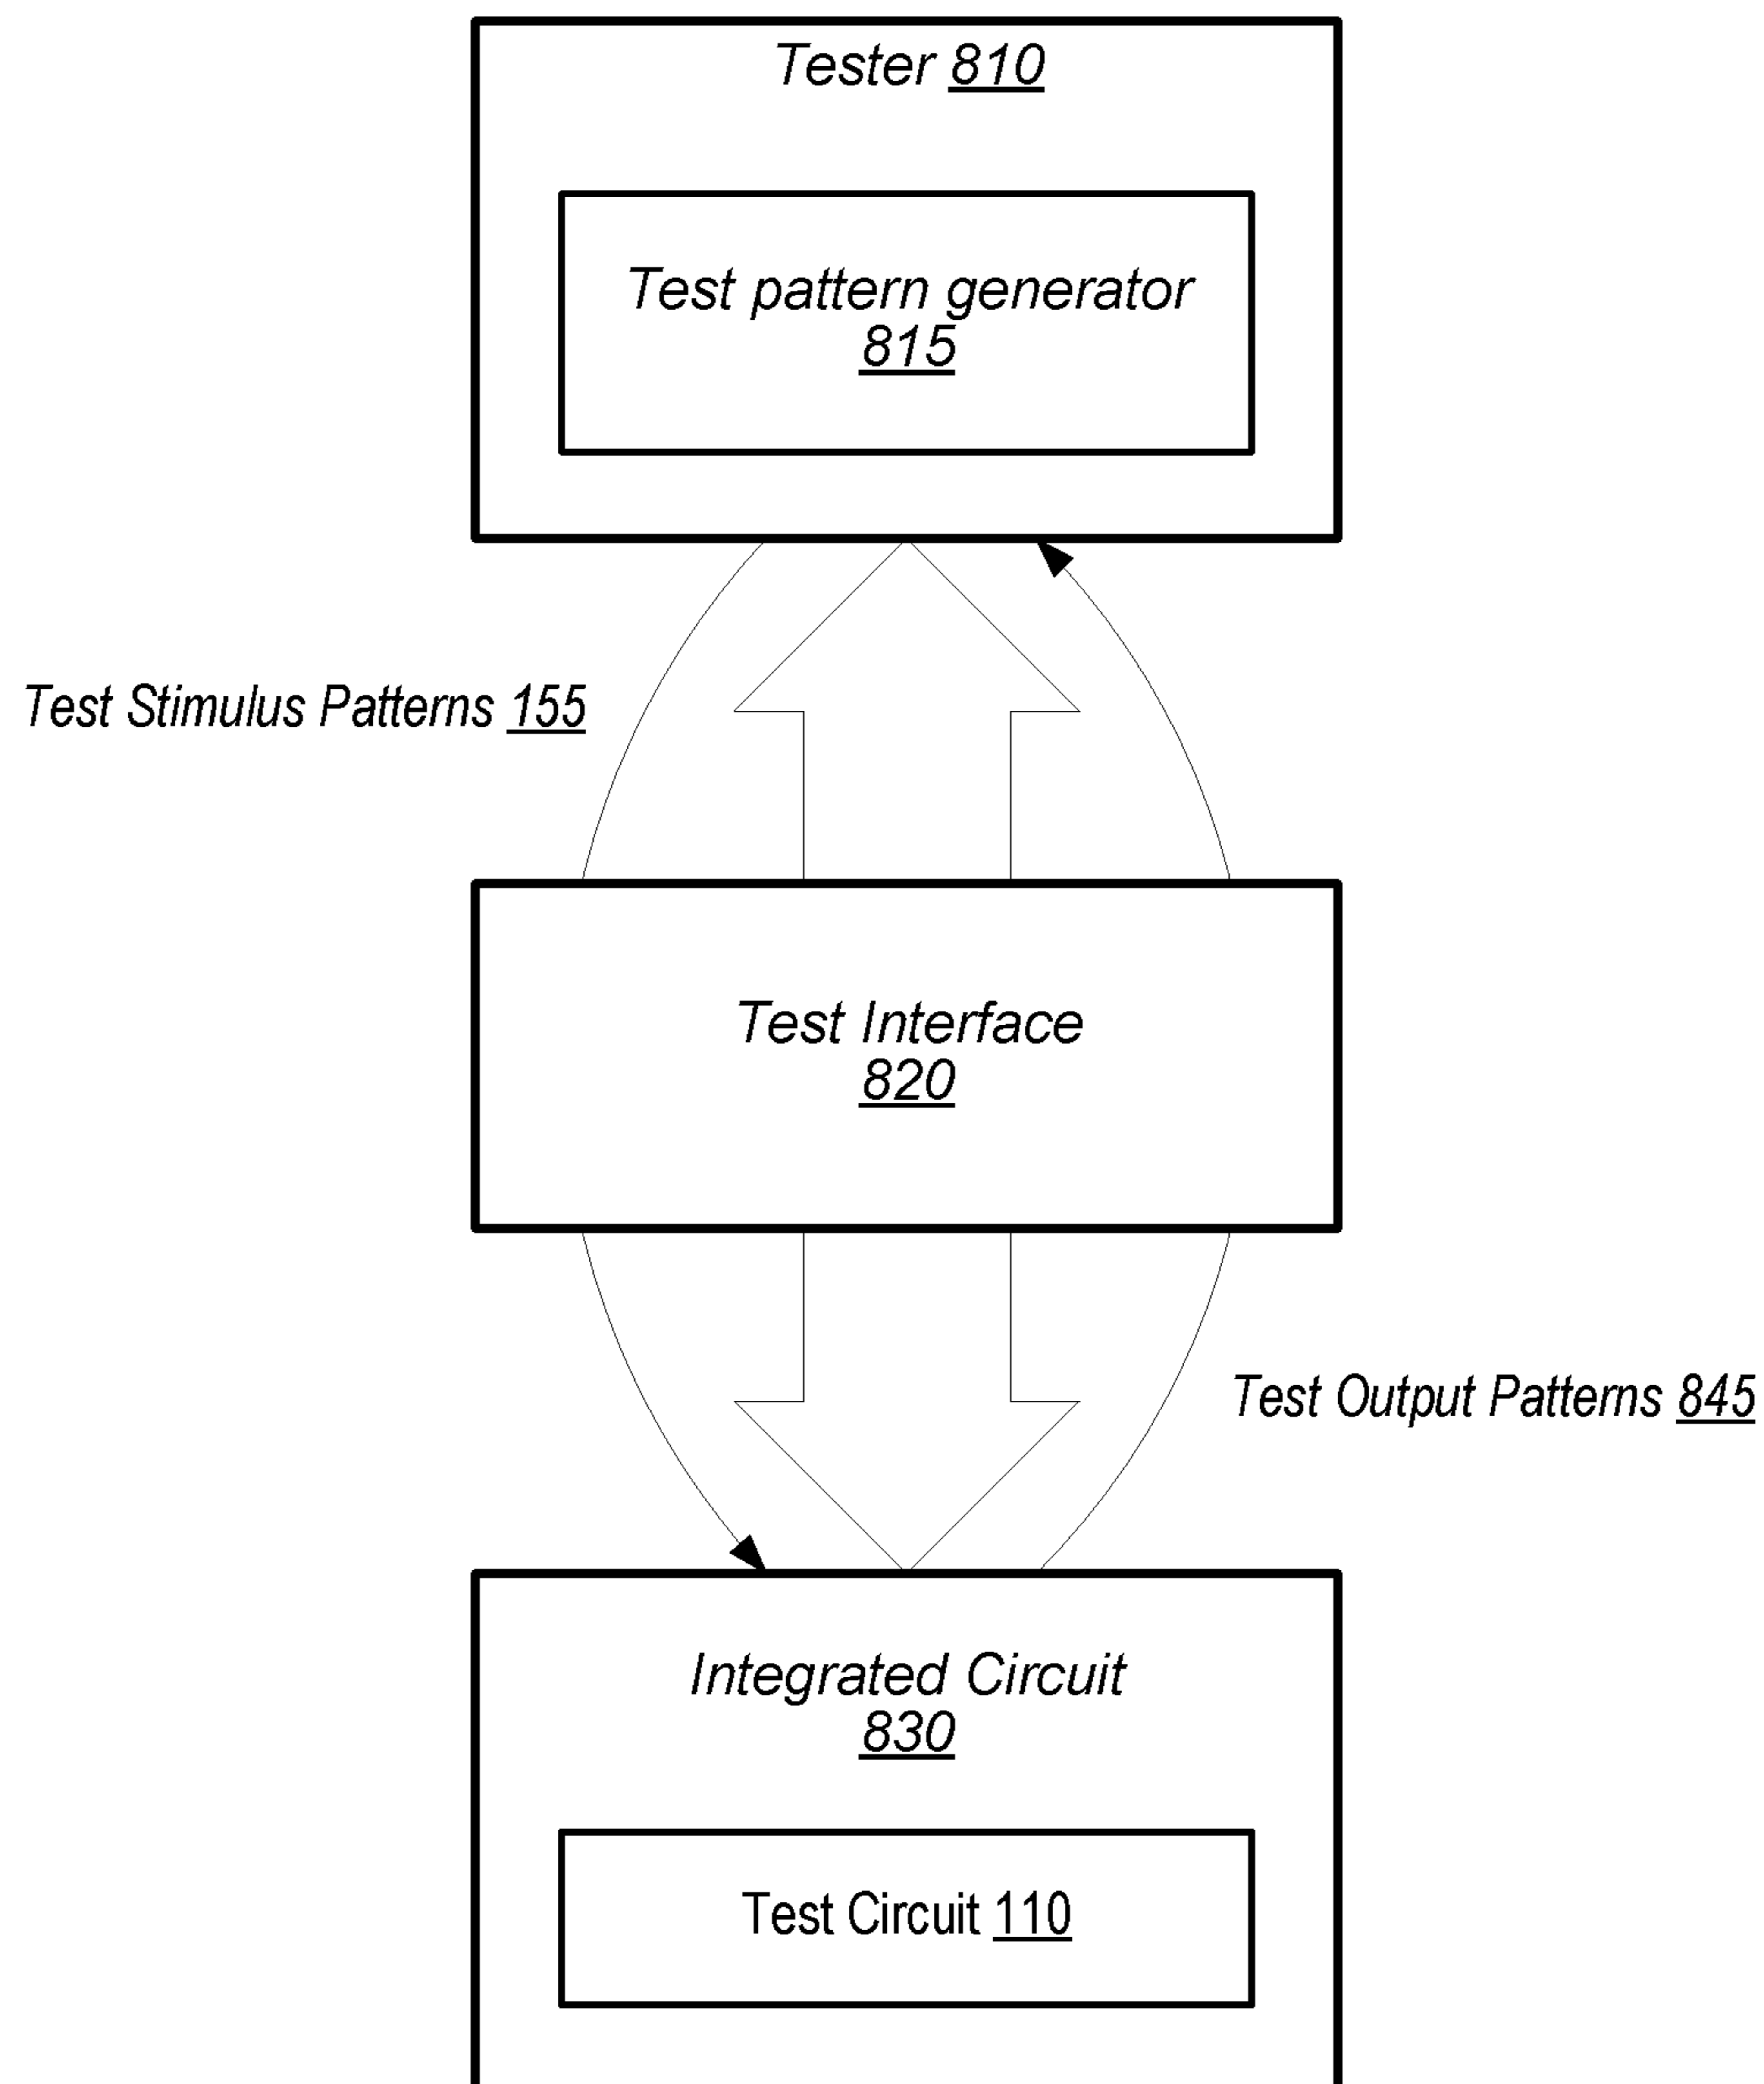 Tester 810
Test pattern generator
815
Test Stimulus Patterns 155
Test Interface
820
Test Output Patterns 845
Integrated Circuit
830
Test Circuit 110